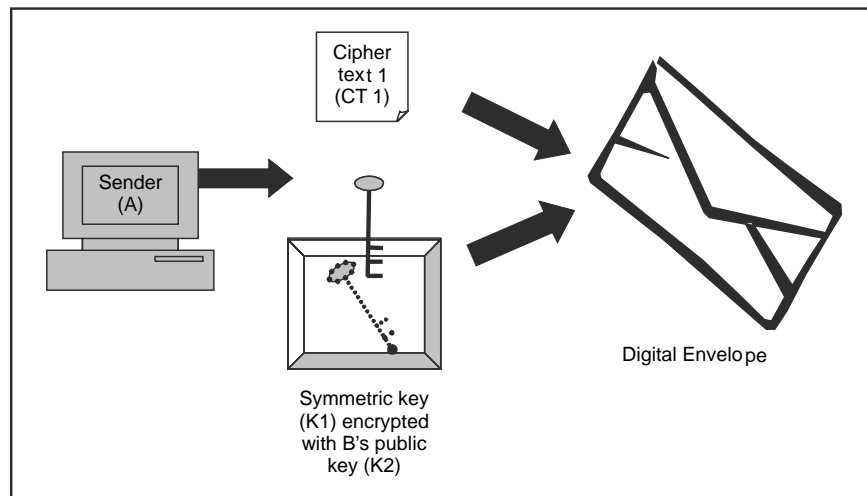 Cipher
text 1
(CT 1)
Sender
(A)
Digital Envelope
Symmetric key
(K1) encrypted
with B's public
key (K2)